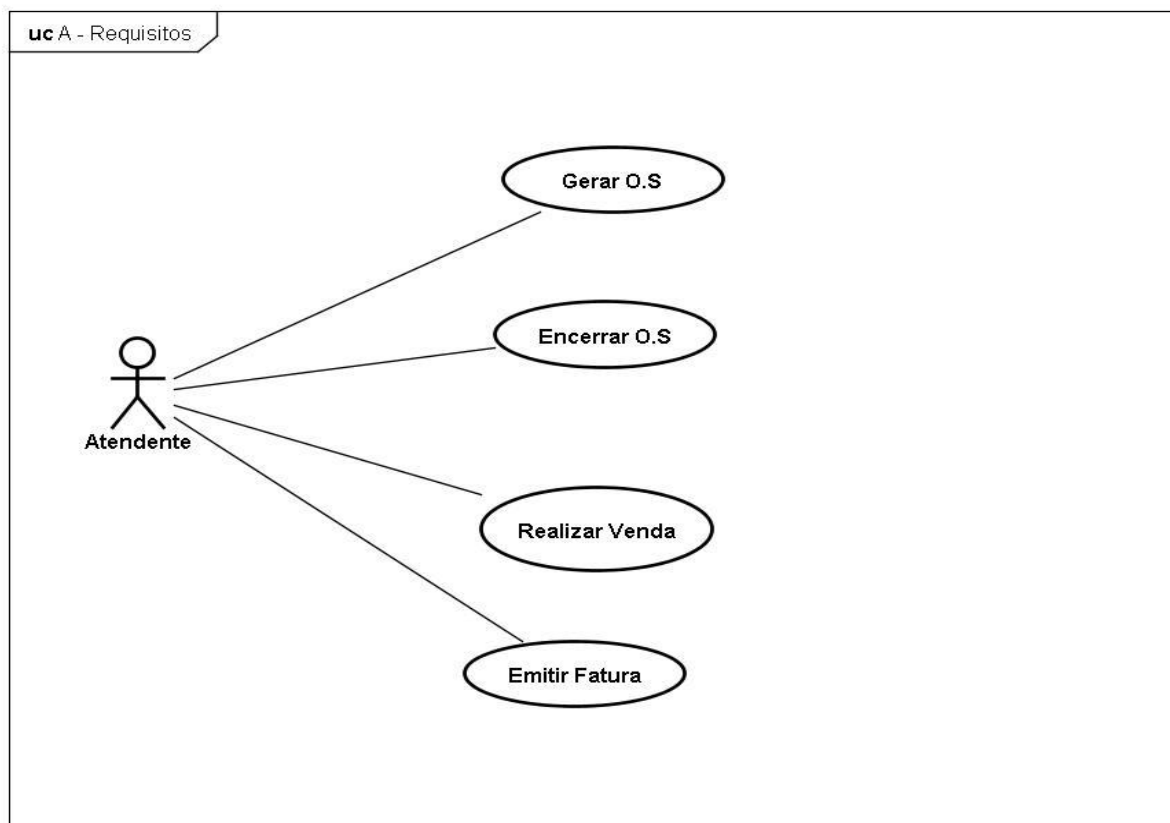 uc A - Requisitos
Gerar O.S
Encerrar O.S
Atendente
Realizar Venda
Emitir Fatura